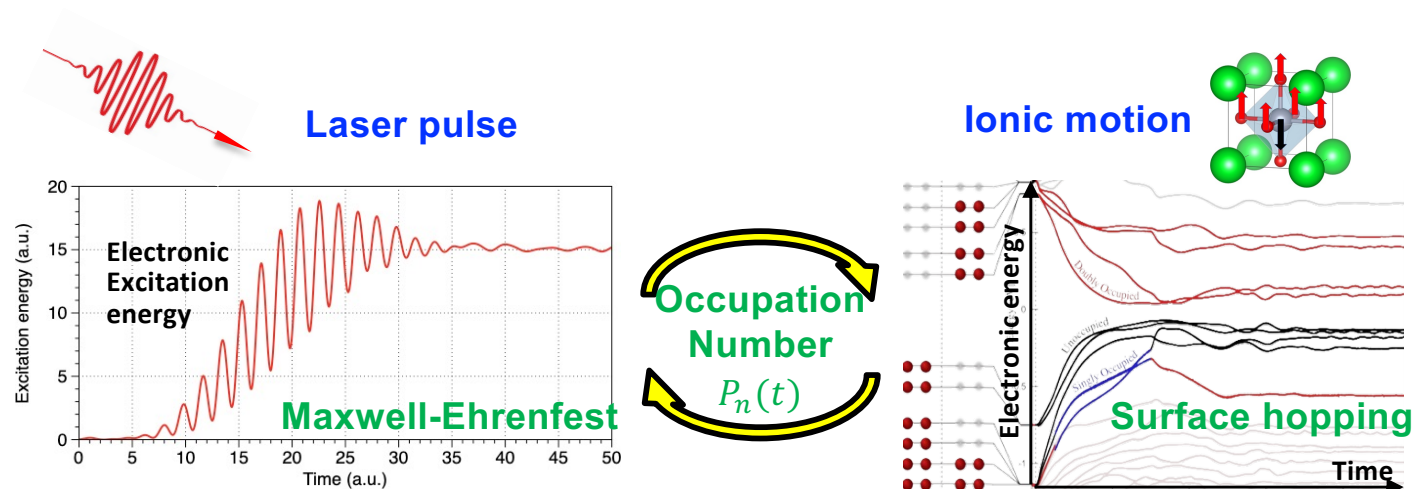 Laser pulse
Ionic motion
Excitation energy (a.u.)
20
15
10
5
0
Electronic
Excitation
energy
Maxwell-Ehrenfest
0 5 10 15 20 25 30 35 40 45 50
Time (a.u.)
Occupation
Number
P_n(t)
Electronic energy
Doubly Occupied
Unoccupied
Singly Occupied
0
Surface hopping
Time